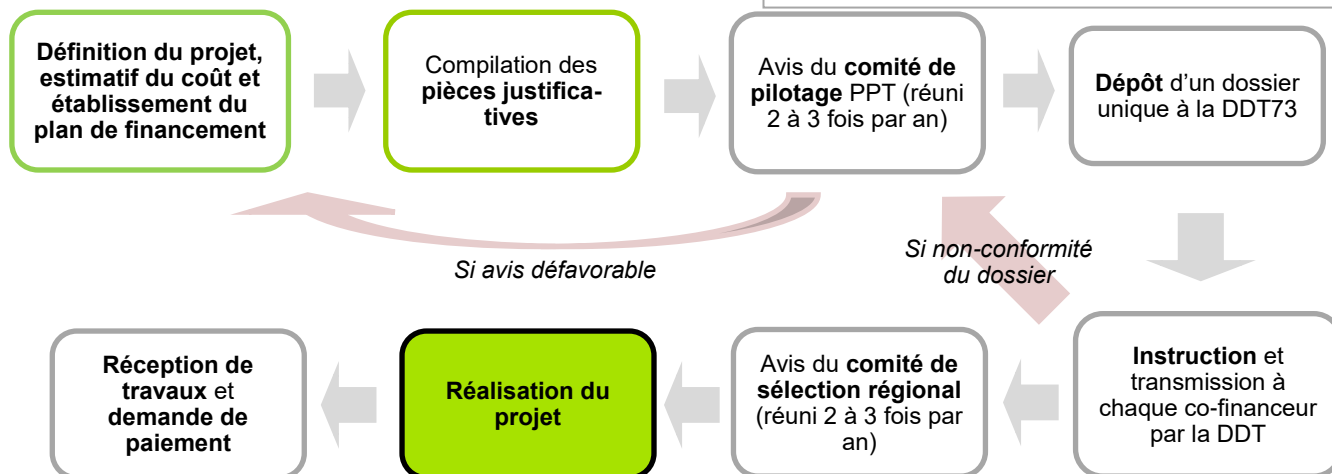 Définition du projet,
estimatif du coût et
établissement du
plan de financement
Compilation des
pièces justifica-
tives
Avis du comité de
pilotage PPT (réuni
2 à 3 fois par an)
Dépôt d’un dossier
unique à la DDT73
Si avis défavorable
Si non-conformité
du dossier
Instruction et
transmission à
chaque co-financeur
par la DDT
Avis du comité de
sélection régional
(réuni 2 à 3 fois par
an)
Réalisation du
projet
Réception de
travaux et
demande de
paiement